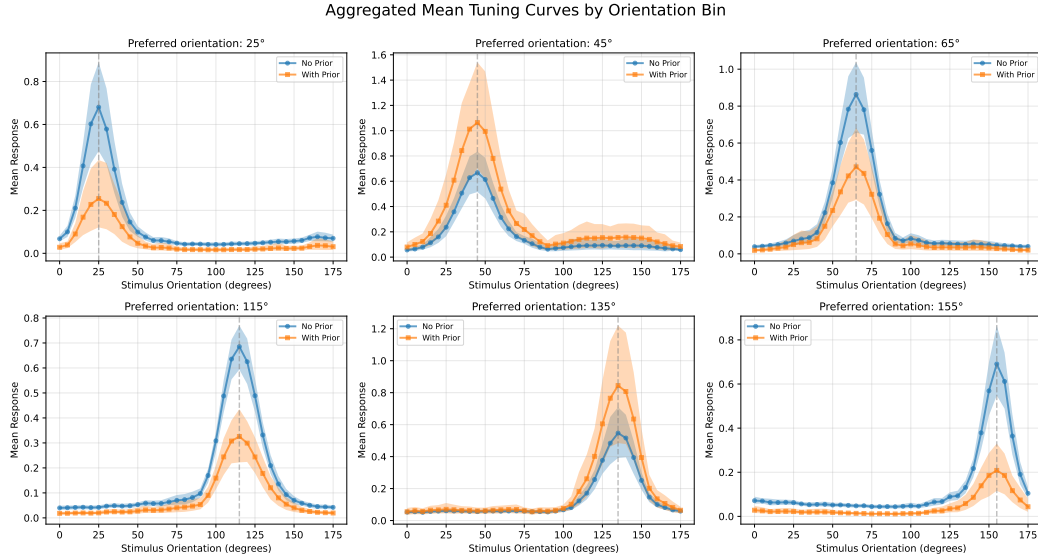 Aggregated Mean Tuning Curves by Orientation Bin
Preferred orientation: 25°
Mean Response
0.8
0.6
0.4
0.2
0.0
No Prior
With Prior
0 25 50 75 100 125 150 175
Stimulus Orientation (degrees)
Preferred orientation: 45°
Mean Response
1.6
1.4
1.2
1.0
0.8
0.6
0.4
0.2
0.0
No Prior
With Prior
0 25 50 75 100 125 150 175
Stimulus Orientation (degrees)
Preferred orientation: 65°
Mean Response
1.0
0.8
0.6
0.4
0.2
0.0
No Prior
With Prior
0 25 50 75 100 125 150 175
Stimulus Orientation (degrees)
Preferred orientation: 115°
Mean Response
0.8
0.7
0.6
0.5
0.4
0.3
0.2
0.1
0.0
No Prior
With Prior
0 25 50 75 100 125 150 175
Stimulus Orientation (degrees)
Preferred orientation: 135°
Mean Response
1.2
1.0
0.8
0.6
0.4
0.2
0.0
No Prior
With Prior
0 25 50 75 100 125 150 175
Stimulus Orientation (degrees)
Preferred orientation: 155°
Mean Response
0.8
0.6
0.4
0.2
0.0
No Prior
With Prior
0 25 50 75 100 125 150 175
Stimulus Orientation (degrees)